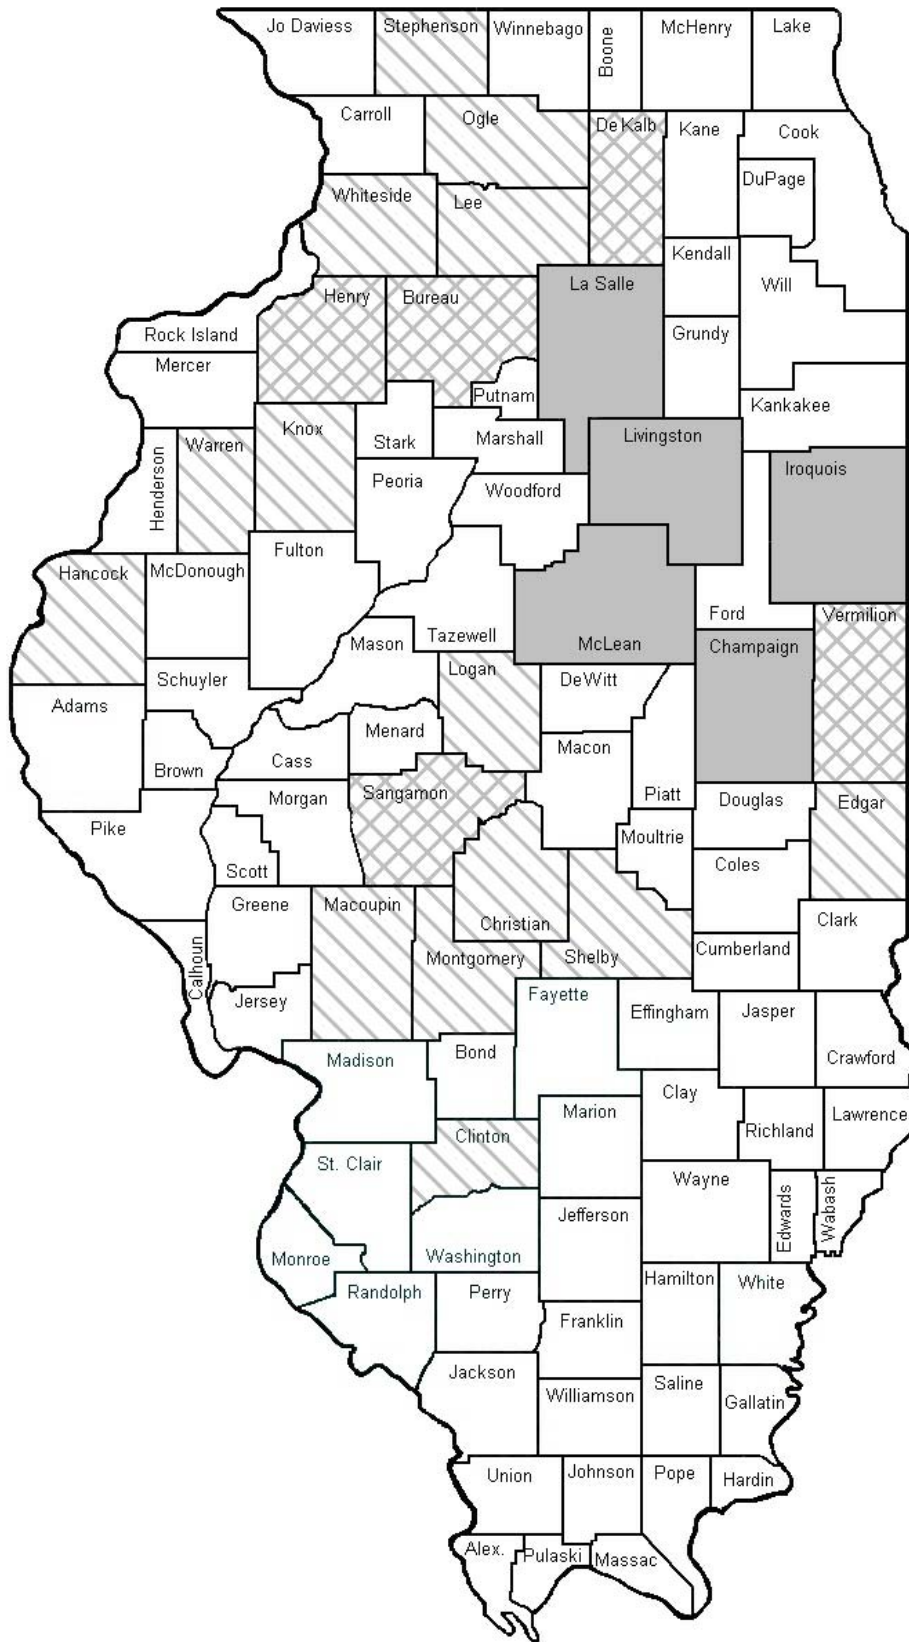 Jo Daviess
Stephenson
Winnebago
Boone
McHenry
Lake
Carroll
Ogle
De Kalb
Kane
Cook
DuPage
Whiteside
Lee
Kendall
Will
Henry
Bureau
La Salle
Rock Island
Grundy
Mercer
Putnam
Kankakee
Warren
Knox
Stark
Marshall
Livingston
Iroquois
Henderson
Peoria
Woodford
Hancock
McDonough
Fulton
Tazewell
McLean
Ford
Vermilion
Mason
Champaign
Schuyler
Logan
DeWitt
Adams
Menard
Macon
Brown
Cass
Sangamon
Piatt
Douglas
Edgar
Pike
Morgan
Moultrie
Scott
Coles
Greene
Macoupin
Christian
Clark
Calhoun
Montgomery
Shelby
Cumberland
Jersey
Fayette
Effingham
Jasper
Madison
Bond
Crawford
Clay
Marion
Lawrence
Clinton
Richland
St. Clair
Wayne
Edwards
Wabash
Jefferson
Monroe
Washington
Randolph
Perry
Hamilton
White
Franklin
Jackson
Saline
Williamson
Gallatin
Union
Johnson
Pope
Hardin
Alex.
Pulaski
Massac